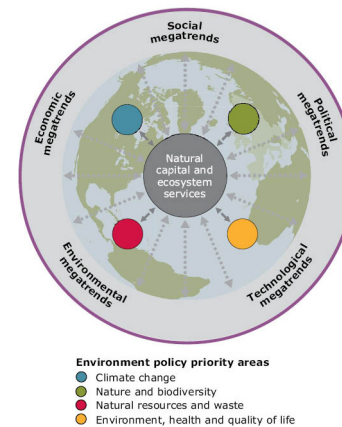 Social
megatrends
Economic
megatrends
Political
megatrends
Natural
capital and
ecosystem
services
Environmental
megatrends
Technological
megatrends
Environment policy priority areas
Climate change
Nature and biodiversity
Natural resources and waste
Environment, health and quality of life